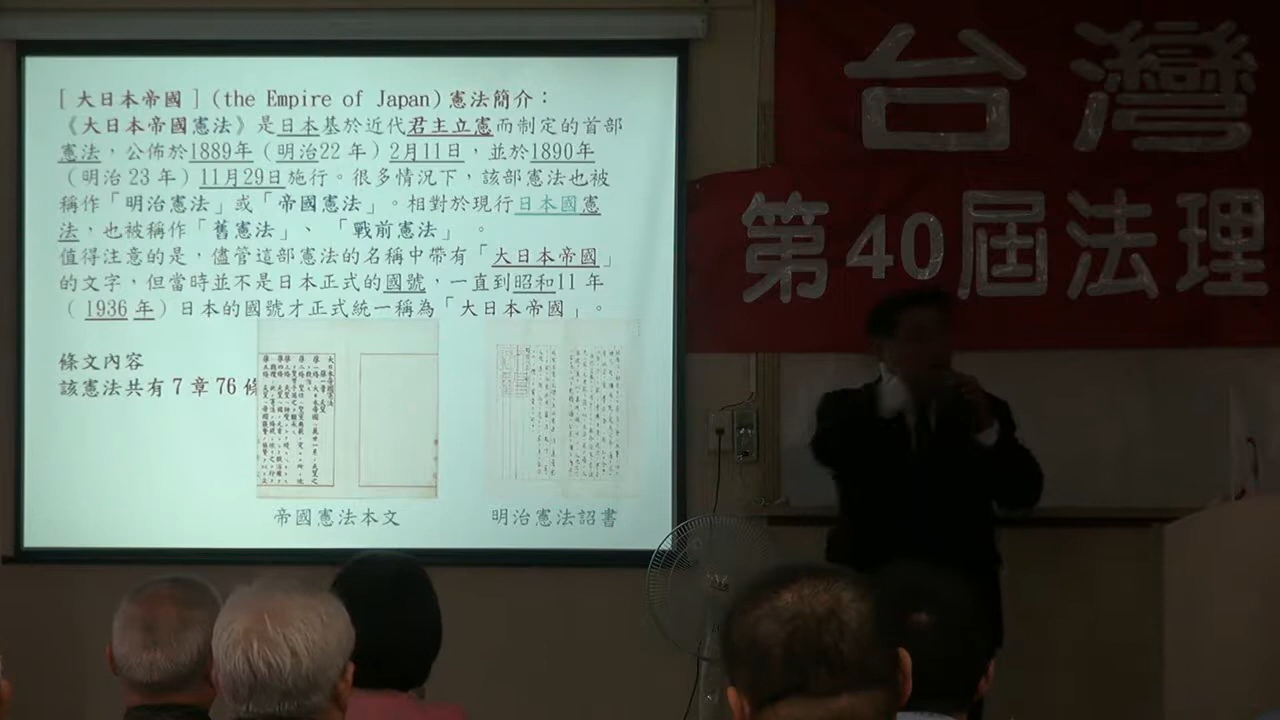 [ 大日本帝國 ] (the Empire of Japan) 憲法簡介：
《大日本帝國憲法》是日本基於近代君主立憲而制定的首部
憲法，公佈於1889年（明治22 年）2月11日，並於1890年
（明治 23 年）11月29日施行。很多情況下，該部憲法也被
稱作「明治憲法」或「帝國憲法」。相對於現行日本國憲
法，也被稱作「舊憲法」、「戰前憲法」 。
值得注意的是，儘管這部憲法的名稱中帶有「大日本帝國」
的文字，但當時並不是日本正式的國號，一直到昭和11 年
（ 1936 年）日本的國號才正式統一稱為「大日本帝國」。
條文內容
該憲法共有 7 章 76 條
帝國憲法本文
明治憲法詔書
台灣
第40屆法理